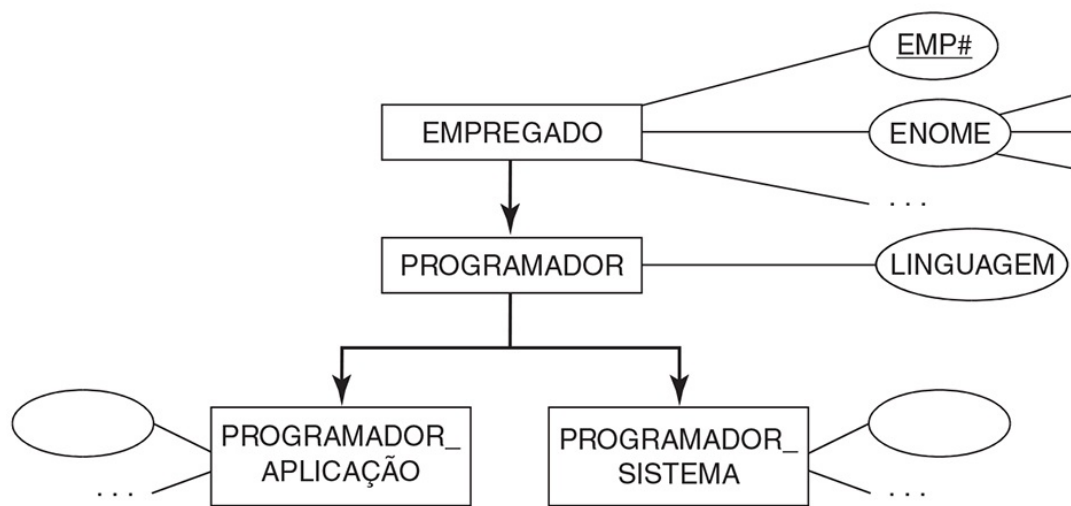 EMP#
EMPREGADO
ENOME
. . .
PROGRAMADOR
LINGUAGEM
PROGRAMADOR_
APLICAÇÃO
. . .
PROGRAMADOR_
SISTEMA
. . .